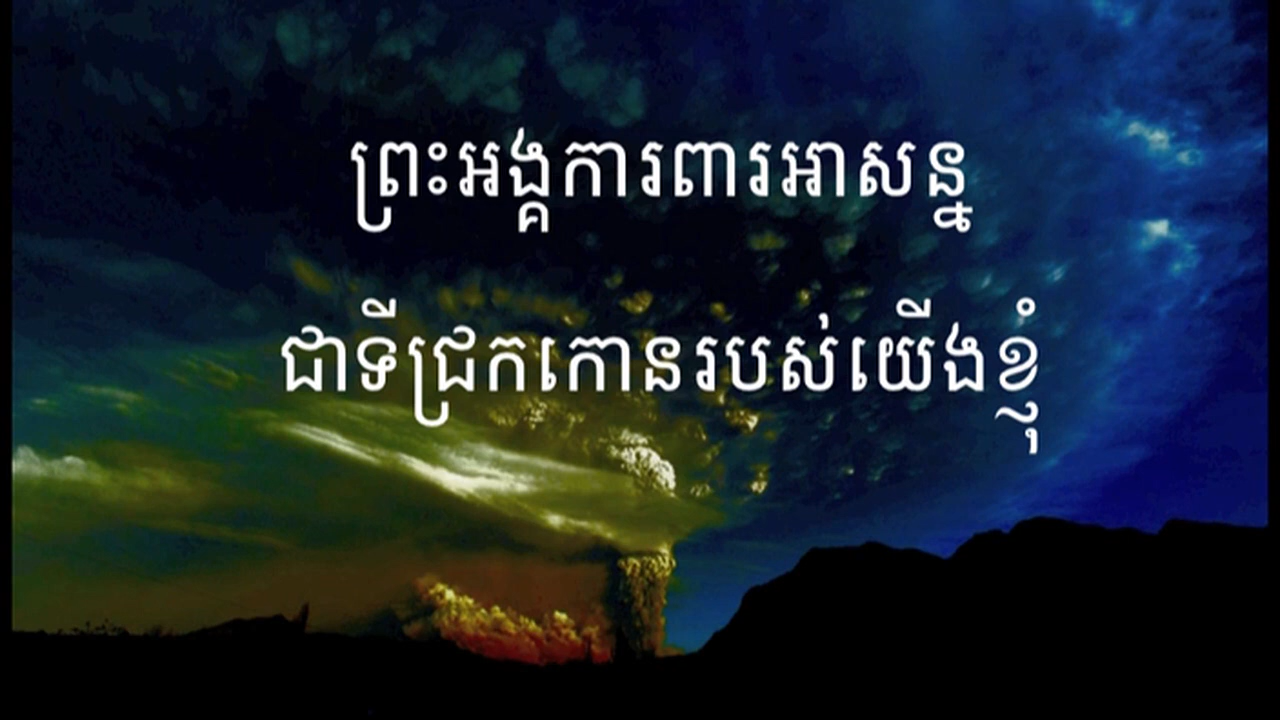 ព្រះអង្គការពារអាសន្ន
ជាទីជ្រកកោនរបស់យើងខ្ញុំ